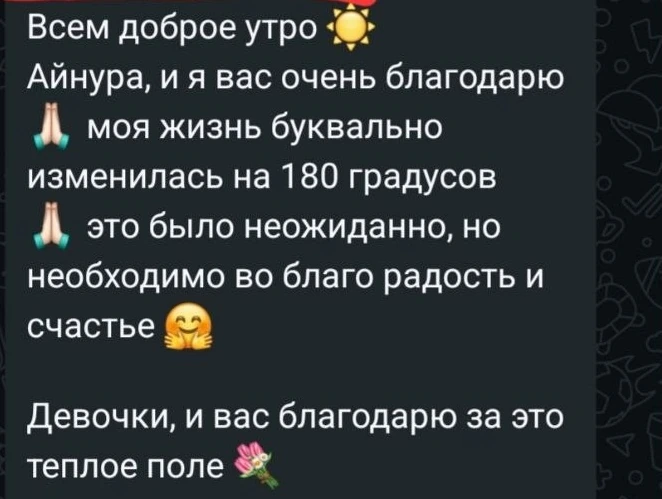 Всем доброе утро ☀️
Айнура, и я вас очень благодарю
🙏🏻 моя жизнь буквально
изменилась на 180 градусов
🙏🏻 это было неожиданно, но
необходимо во благо радость и
счастье 🤗
Девочки, и вас благодарю за это
теплое поле 💐